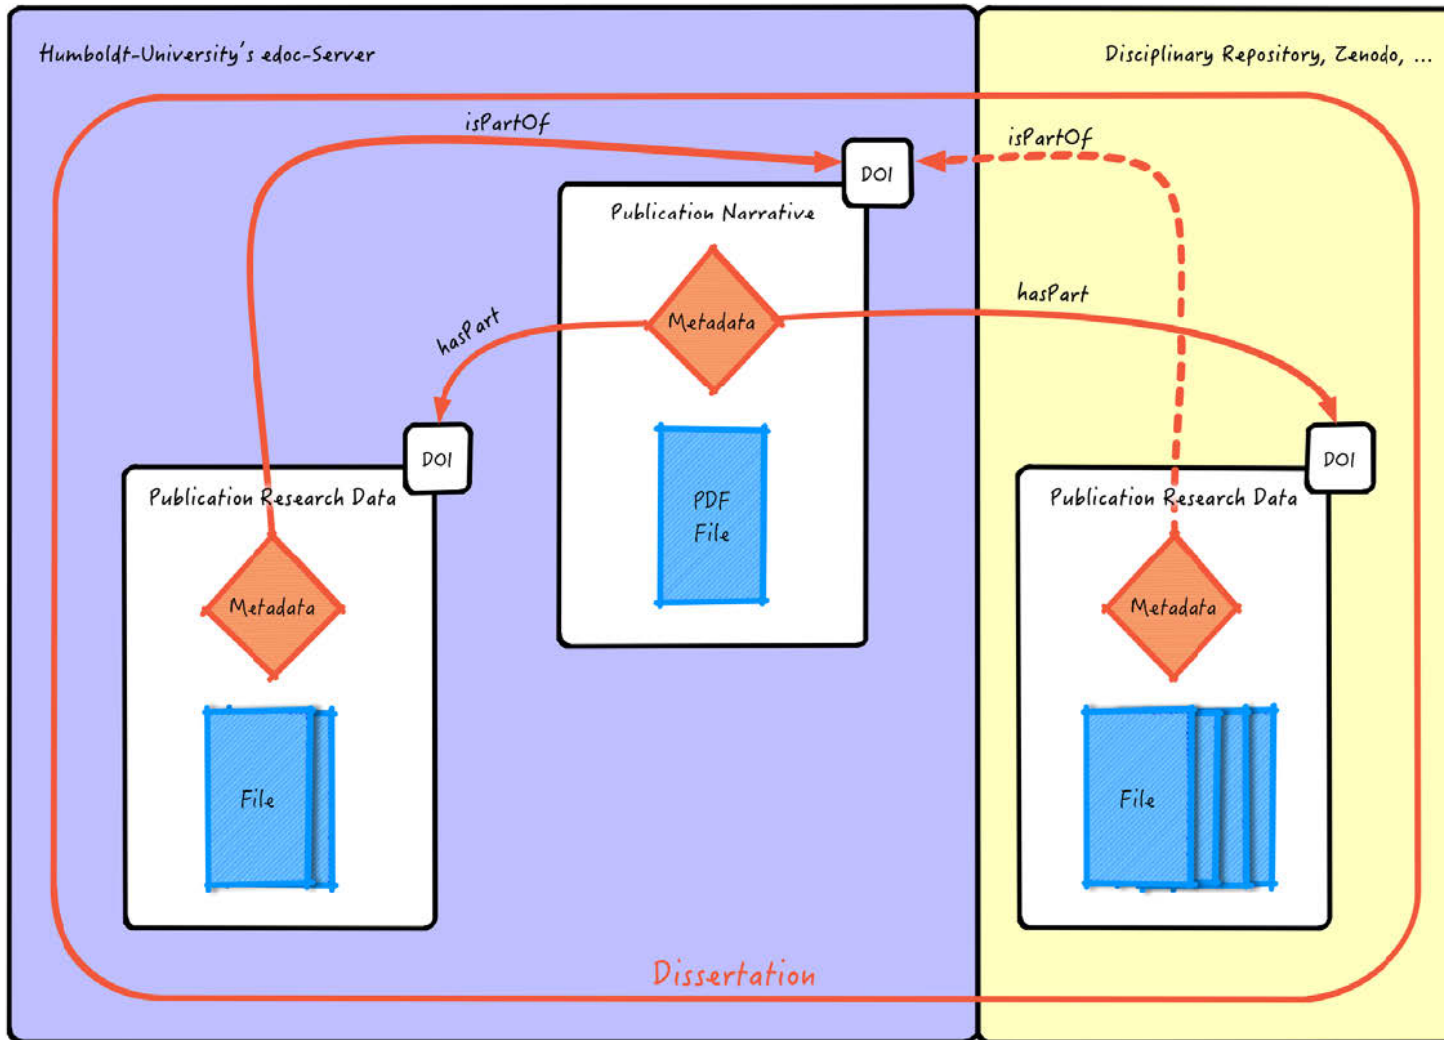 Humboldt-University's edoc-Server
Disciplinary Repository, Zenodo, ...
isPartOf
isPartOf
DOI
Publication Narrative
Metadata
hasPart
hasPart
PDF
File
DOI
Publication Research Data
Metadata
File
DOI
Publication Research Data
Metadata
File
Dissertation